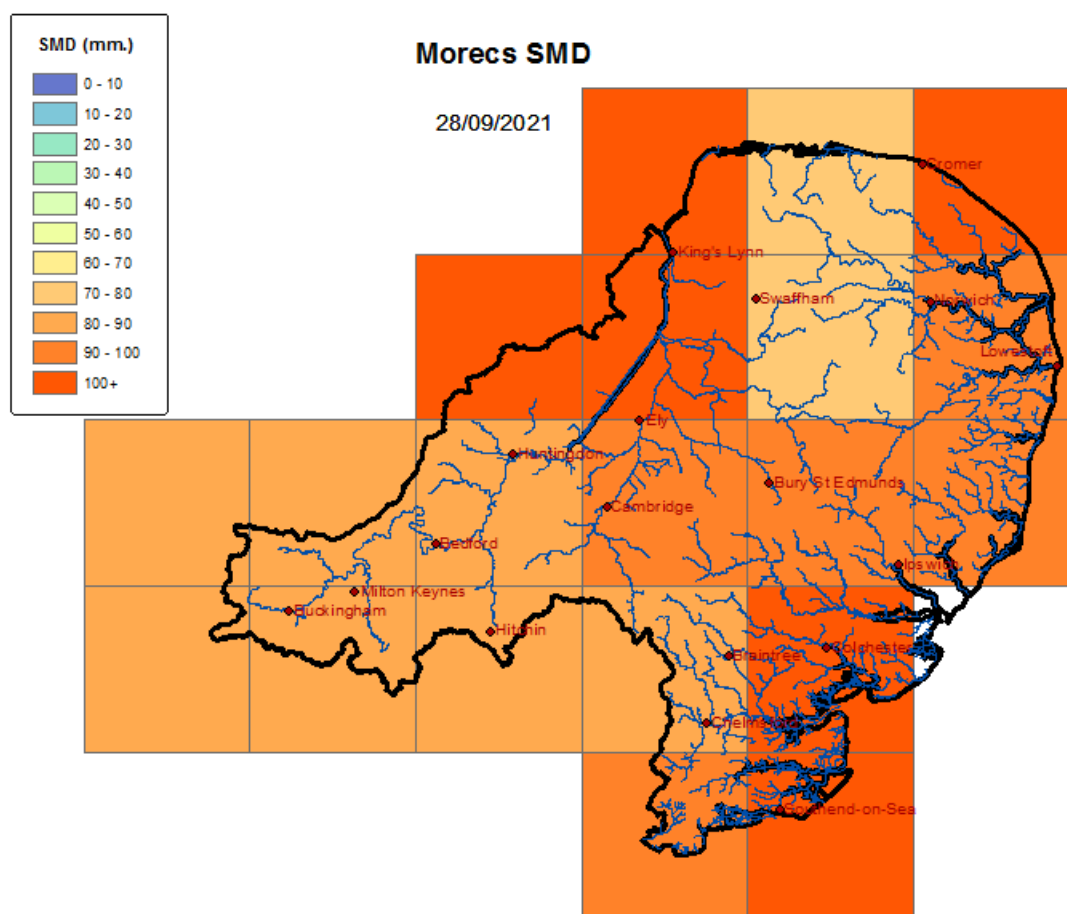 SMD (mm.)
0 - 10
10 - 20
20 - 30
30 - 40
40 - 50
50 - 60
60 - 70
70 - 80
80 - 90
90 - 100
100+
Morecs SMD
28/09/2021
Cromer
King's Lynn
Swaffham
Norwich
Lowestoft
Ely
Huntingdon
Bury St Edmunds
Cambridge
Bedford
Ipswich
Milton Keynes
Buckingham
Hitchin
Braintree
Colchester
Chelmsford
Southend-on-Sea